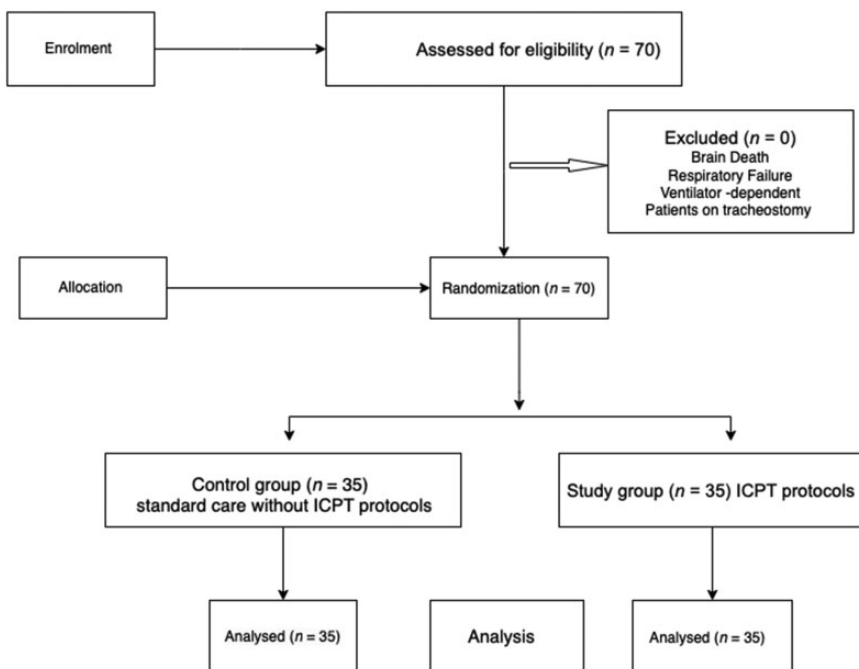 Enrolment
Assessed for eligibility (n = 70)
Excluded (n = 0)
Brain Death
Respiratory Failure
Ventilator -dependent
Patients on tracheostomy
Allocation
Randomization (n = 70)
Control group (n = 35)
standard care without ICPT protocols
Study group (n = 35) ICPT protocols
Analysed (n = 35)
Analysis
Analysed (n = 35)